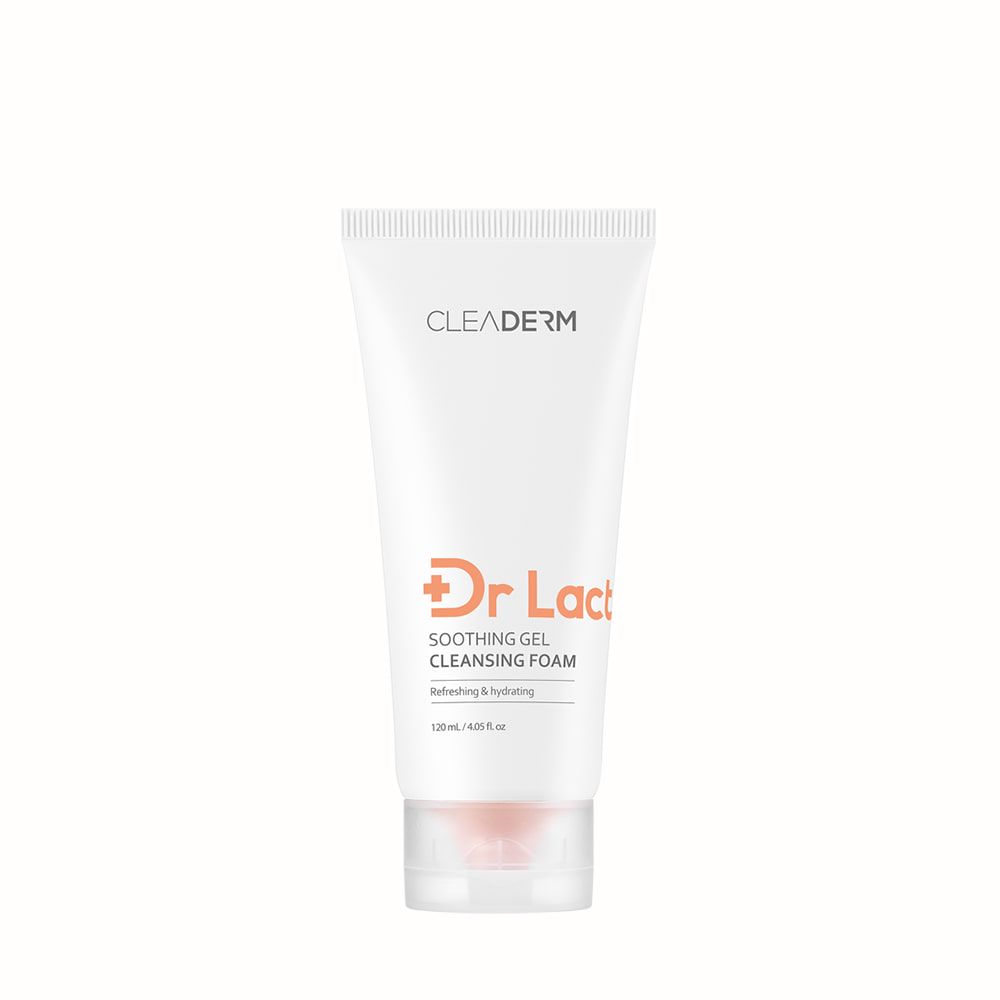 CLEADERM
Dr Lact
SOOTHING GEL
CLEANSING FOAM
Refreshing & hydrating
120 mL / 4.05 fl. oz